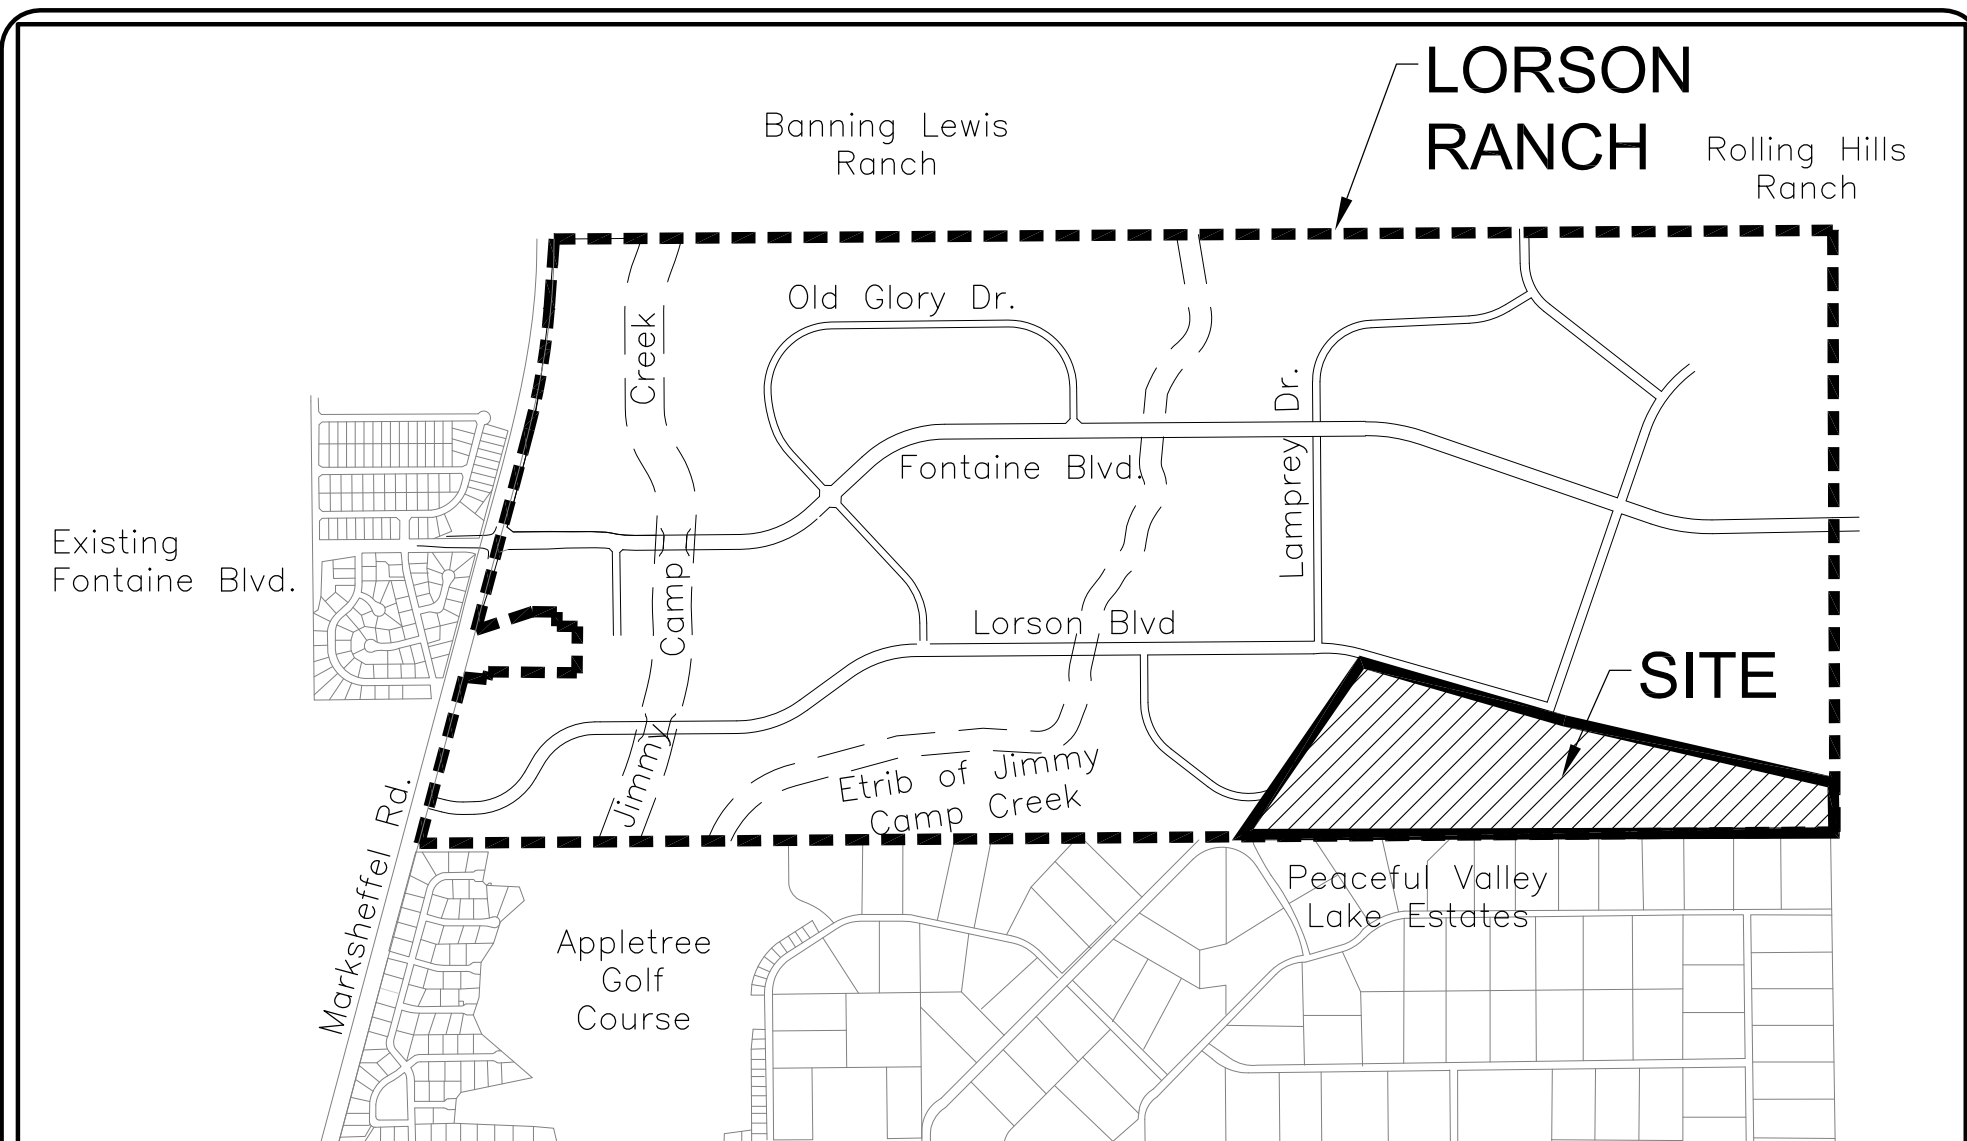 LORSON
RANCH
Banning Lewis
Ranch
Rolling Hills
Ranch
Old Glory Dr.
Creek
Lamprey Dr.
Fontaine Blvd.
Existing
Fontaine Blvd.
Camp
Lorson Blvd
SITE
Jimmy
Etrib of Jimmy
Camp Creek
Marksheffel Rd.
Peaceful Valley
Lake Estates
Appletree
Golf
Course